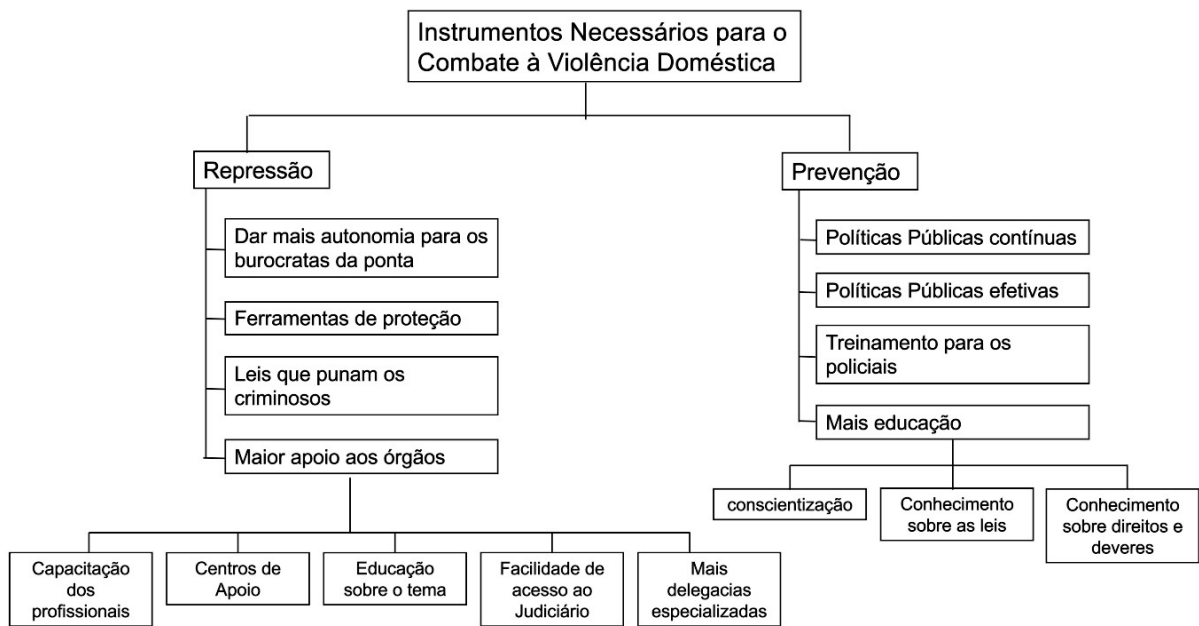 Instrumentos Necessários para o
Combate à Violência Doméstica
Repressão
Dar mais autonomia para os
burocratas da ponta
Ferramentas de proteção
Leis que punam os
criminosos
Maior apoio aos órgãos
Capacitação
dos
profissionais
Centros de
Apoio
Educação
sobre o tema
Facilidade de
acesso ao
Judiciário
Mais
delegacias
especializadas
Prevenção
Políticas Públicas contínuas
Políticas Públicas efetivas
Treinamento para os
policiais
Mais educação
conscientização
Conhecimento
sobre as leis
Conhecimento
sobre direitos e
deveres